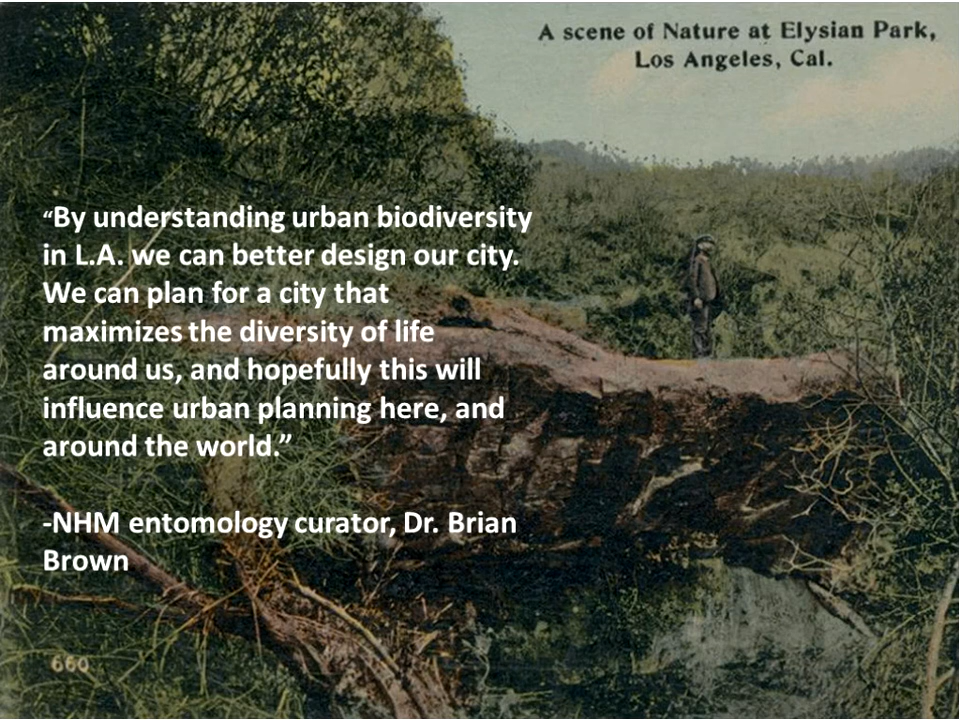 A scene of Nature at Elysian Park,
Los Angeles, Cal.
“By understanding urban biodiversity
in L.A. we can better design our city.
We can plan for a city that
maximizes the diversity of life
around us, and hopefully this will
influence urban planning here, and
around the world.”
-NHM entomology curator, Dr. Brian
Brown
660